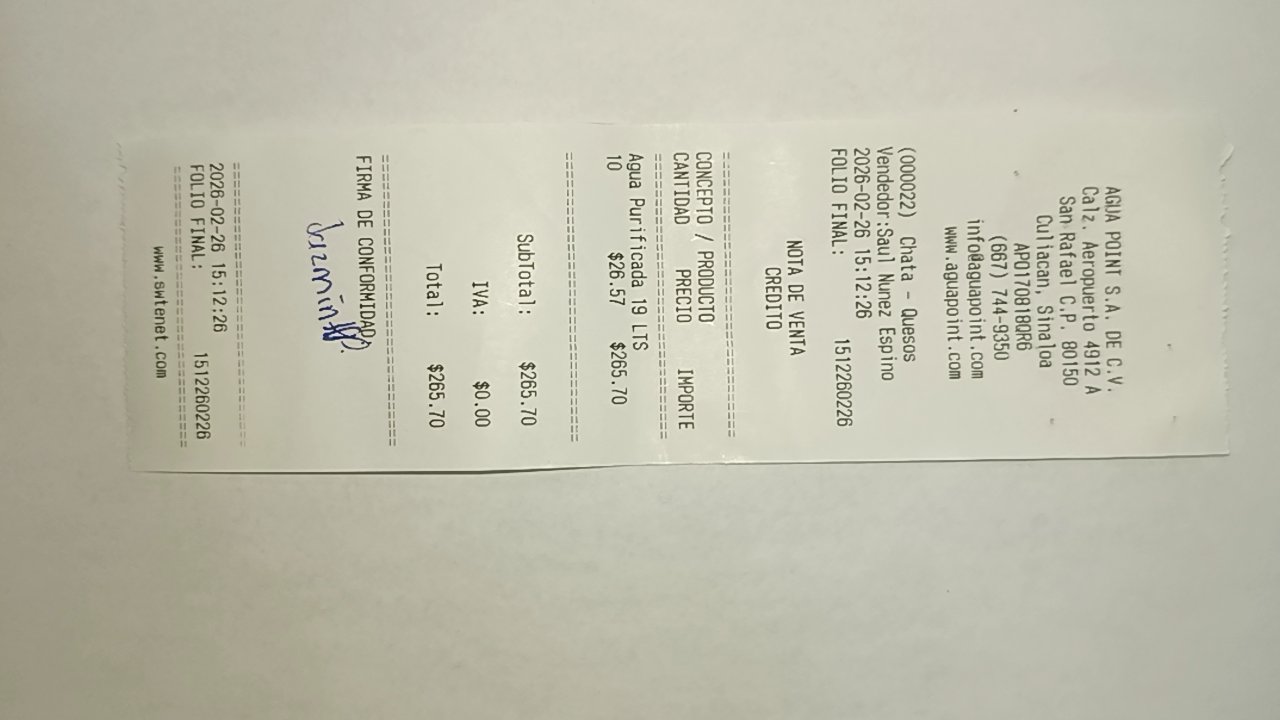 AGUA POINT S.A. DE C.V.
Calz. Aeropuerto 4912 A
San Rafael C.P. 80150
Culiacan, Sinaloa
APO170818QR6
(667) 744-9350
info@aguapoint.com
www.aguapoint.com
(000022) Chata - Quesos
Vendedor:Saul Nunez Espino
2026-02-26 15:12:26
FOLIO FINAL: 1512260226
NOTA DE VENTA
CREDITO
================================
CONCEPTO / PRODUCTO
CANTIDAD PRECIO IMPORTE
================================
Agua Purificada 19 LTS
10 $26.57 $265.70
================================
SubTotal: $265.70
IVA: $0.00
Total: $265.70
================================
FIRMA DE CONFORMIDAD
Jazmin
================================
2026-02-26 15:12:26
FOLIO FINAL: 1512260226
================================
www.swtenet.com